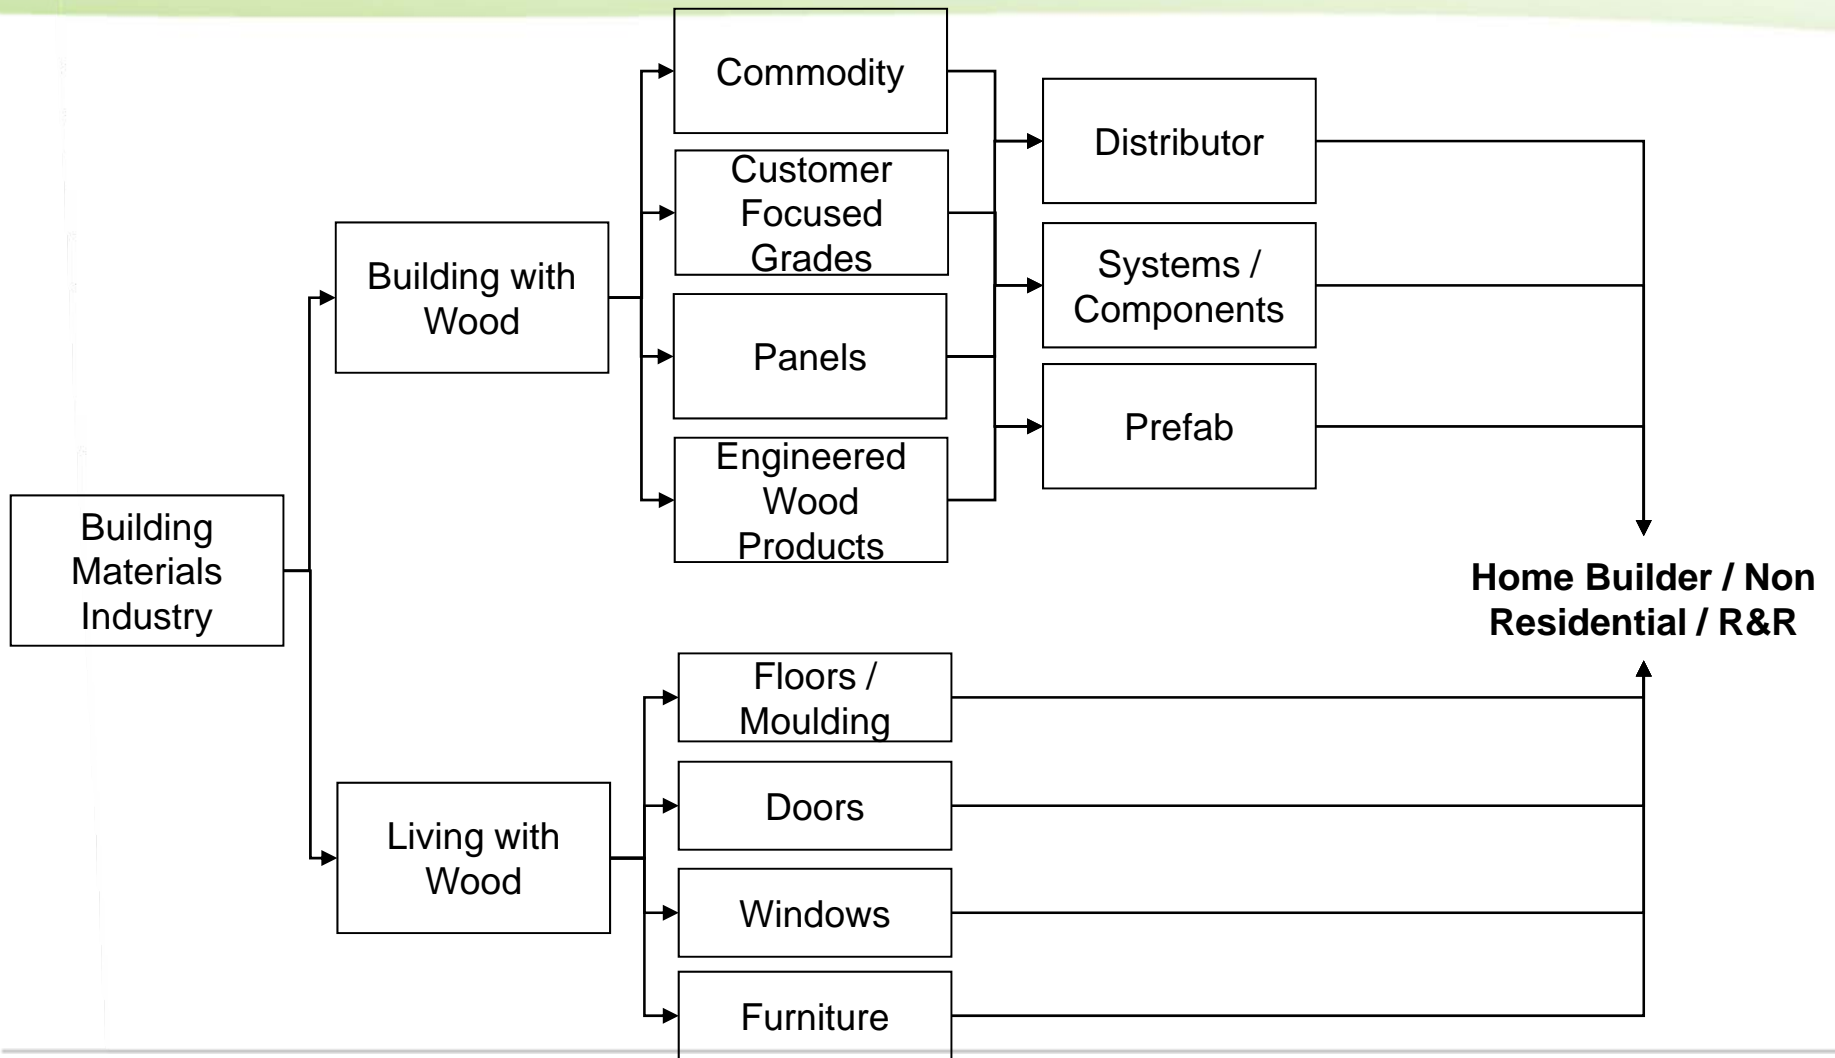 Commodity
Distributor
Customer
Focused
Grades
Building with
Wood
Systems /
Components
Panels
Prefab
Engineered
Wood
Products
Building
Materials
Industry
Home Builder / Non
Residential / R&R
Floors /
Moulding
Doors
Living with
Wood
Windows
Furniture